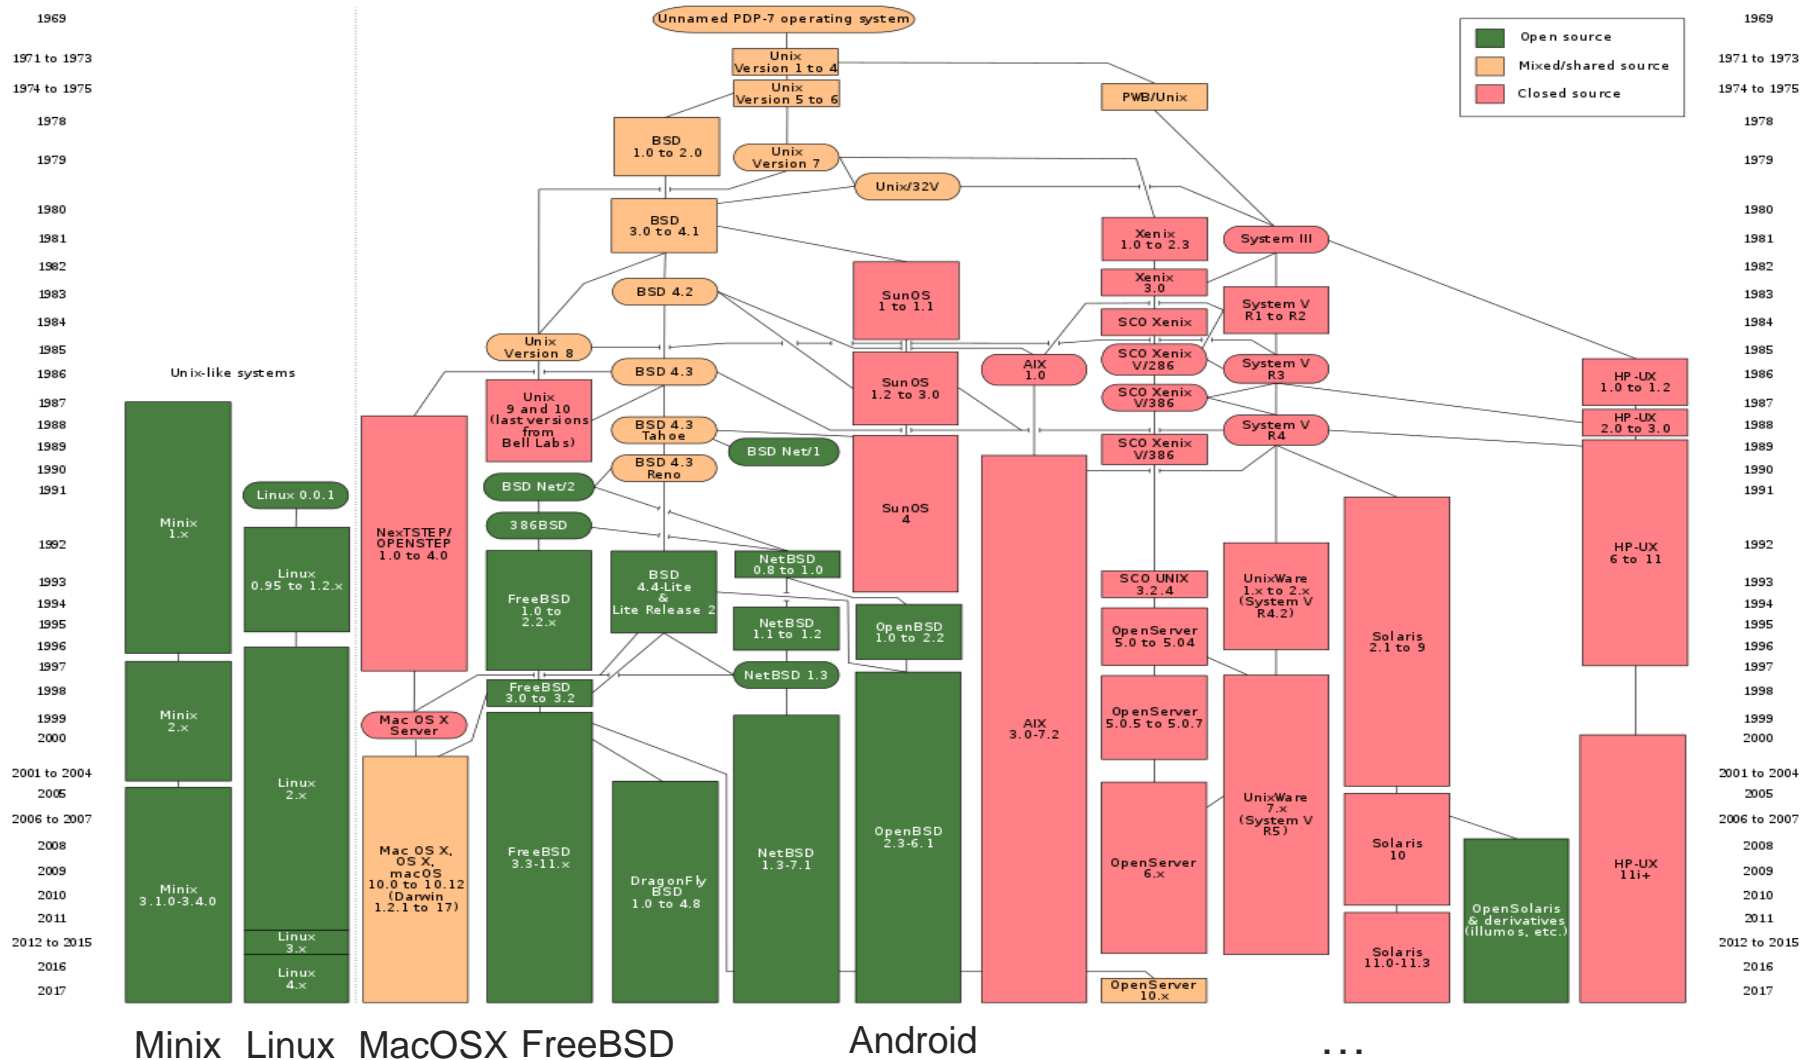 1969
1971 to 1973
1974 to 1975
1978
1979
1980
1981
1982
1983
1984
1985
1986
1987
1988
1989
1990
1991
1992
1993
1994
1995
1996
1997
1998
1999
2000
2001 to 2004
2005
2006 to 2007
2008
2009
2010
2011
2012 to 2015
2016
2017
Unix-like systems
Minix
1.x
Minix
2.x
Minix
3.1.0-3.4.0
Linux 0.0.1
Linux
0.95 to 1.2.x
Linux
2.x
Linux
3.x
Linux
4.x
NexTSTEP/
OPENSTEP
1.0 to 4.0
Mac OS X
Server
Mac OS X,
OS X,
macOS
10.0 to 10.12
(Darwin
1.2.1 to 17)
Unnamed PDP-7 operating system
Unix
Version 1 to 4
Unix
Version 5 to 6
PWB/Unix
BSD
1.0 to 2.0
Unix
Version 7
Unix/32V
BSD
3.0 to 4.1
BSD 4.2
Unix
Version 8
BSD 4.3
Unix
9 and 10
(last versions
from
Bell Labs)
BSD 4.3
Tahoe
BSD Net/1
BSD 4.3
Reno
BSD Net/2
386BSD
FreeBSD
1.0 to
2.2.x
FreeBSD
3.0 to 3.2
FreeBSD
3.3-11.x
BSD
4.4-Lite
&
Lite Release 2
DragonFly
BSD
1.0 to 4.8
NetBSD
0.8 to 1.0
NetBSD
1.1 to 1.2
NetBSD 1.3
NetBSD
1.3-7.1
SunOS
1 to 1.1
SunOS
1.2 to 3.0
SunOS
4
OpenBSD
1.0 to 2.2
OpenBSD
2.3-6.1
AIX
1.0
AIX
3.0-7.2
Xenix
1.0 to 2.3
Xenix
3.0
SCO Xenix
SCO Xenix
V/286
SCO Xenix
V/386
SCO Xenix
V/386
SCO UNIX
3.2.4
OpenServer
5.0 to 5.04
OpenServer
5.0.5 to 5.0.7
OpenServer
6.x
OpenServer
10.x
System III
System V
R1 to R2
System V
R3
System V
R4
UnixWare
1.x to 2.x
(System V
R4.2)
UnixWare
7.x
(System V
R5)
Solaris
2.1 to 9
Solaris
10
Solaris
11.0-11.3
OpenSolaris
& derivatives
(illumos, etc.)
HP-UX
1.0 to 1.2
HP-UX
2.0 to 3.0
HP-UX
6 to 11
HP-UX
11i+
Open source
Mixed/shared source
Closed source
1969
1971 to 1973
1974 to 1975
1978
1979
1980
1981
1982
1983
1984
1985
1986
1987
1988
1989
1990
1991
1992
1993
1994
1995
1996
1997
1998
1999
2000
2001 to 2004
2005
2006 to 2007
2008
2009
2010
2011
2012 to 2015
2016
2017
Minix Linux MacOSX FreeBSD Android ...